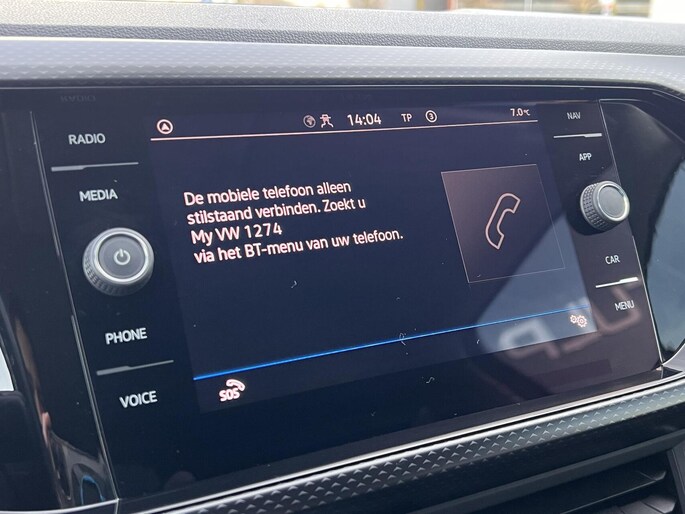 RADIO
MEDIA
PHONE
VOICE
14:04 TP 3 7.0°C
De mobiele telefoon alleen
stilstaand verbinden. Zoekt u
My VW 1274
via het BT-menu van uw telefoon.
SOS
NAV
APP
CAR
MENU